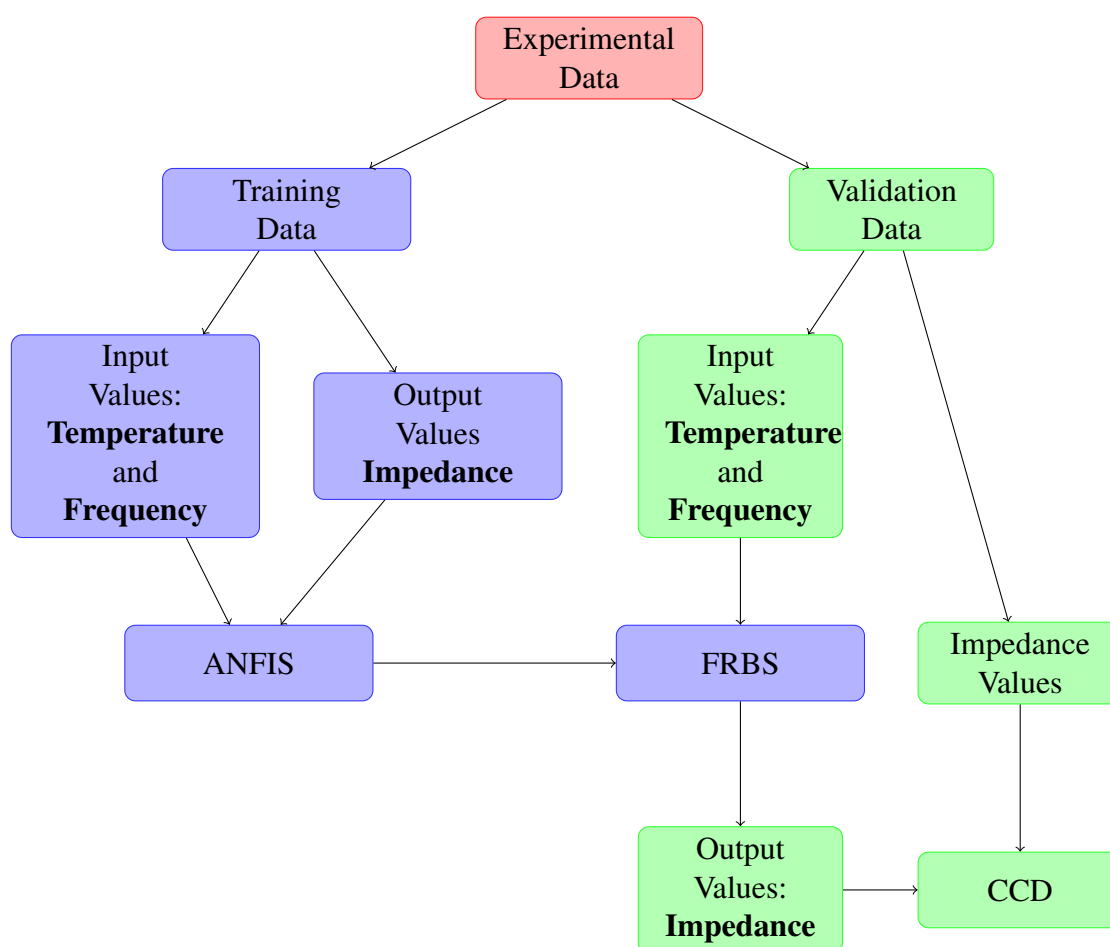 Experimental
Data
Training
Data
Validation
Data
Input
Values:
Temperature
and
Frequency
Output
Values
Impedance
Input
Values:
Temperature
and
Frequency
ANFIS
FRBS
Impedance
Values
Output
Values:
Impedance
CCD